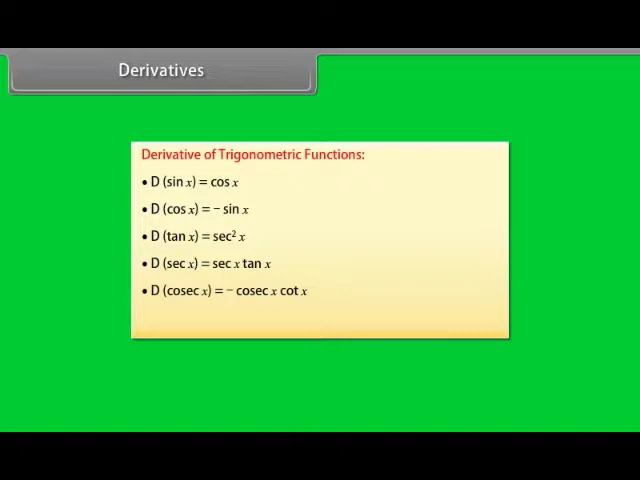 Derivatives
Derivative of Trigonometric Functions:
• D (sin x) = cos x
• D (cos x) = – sin x
• D (tan x) = sec² x
• D (sec x) = sec x tan x
• D (cosec x) = – cosec x cot x